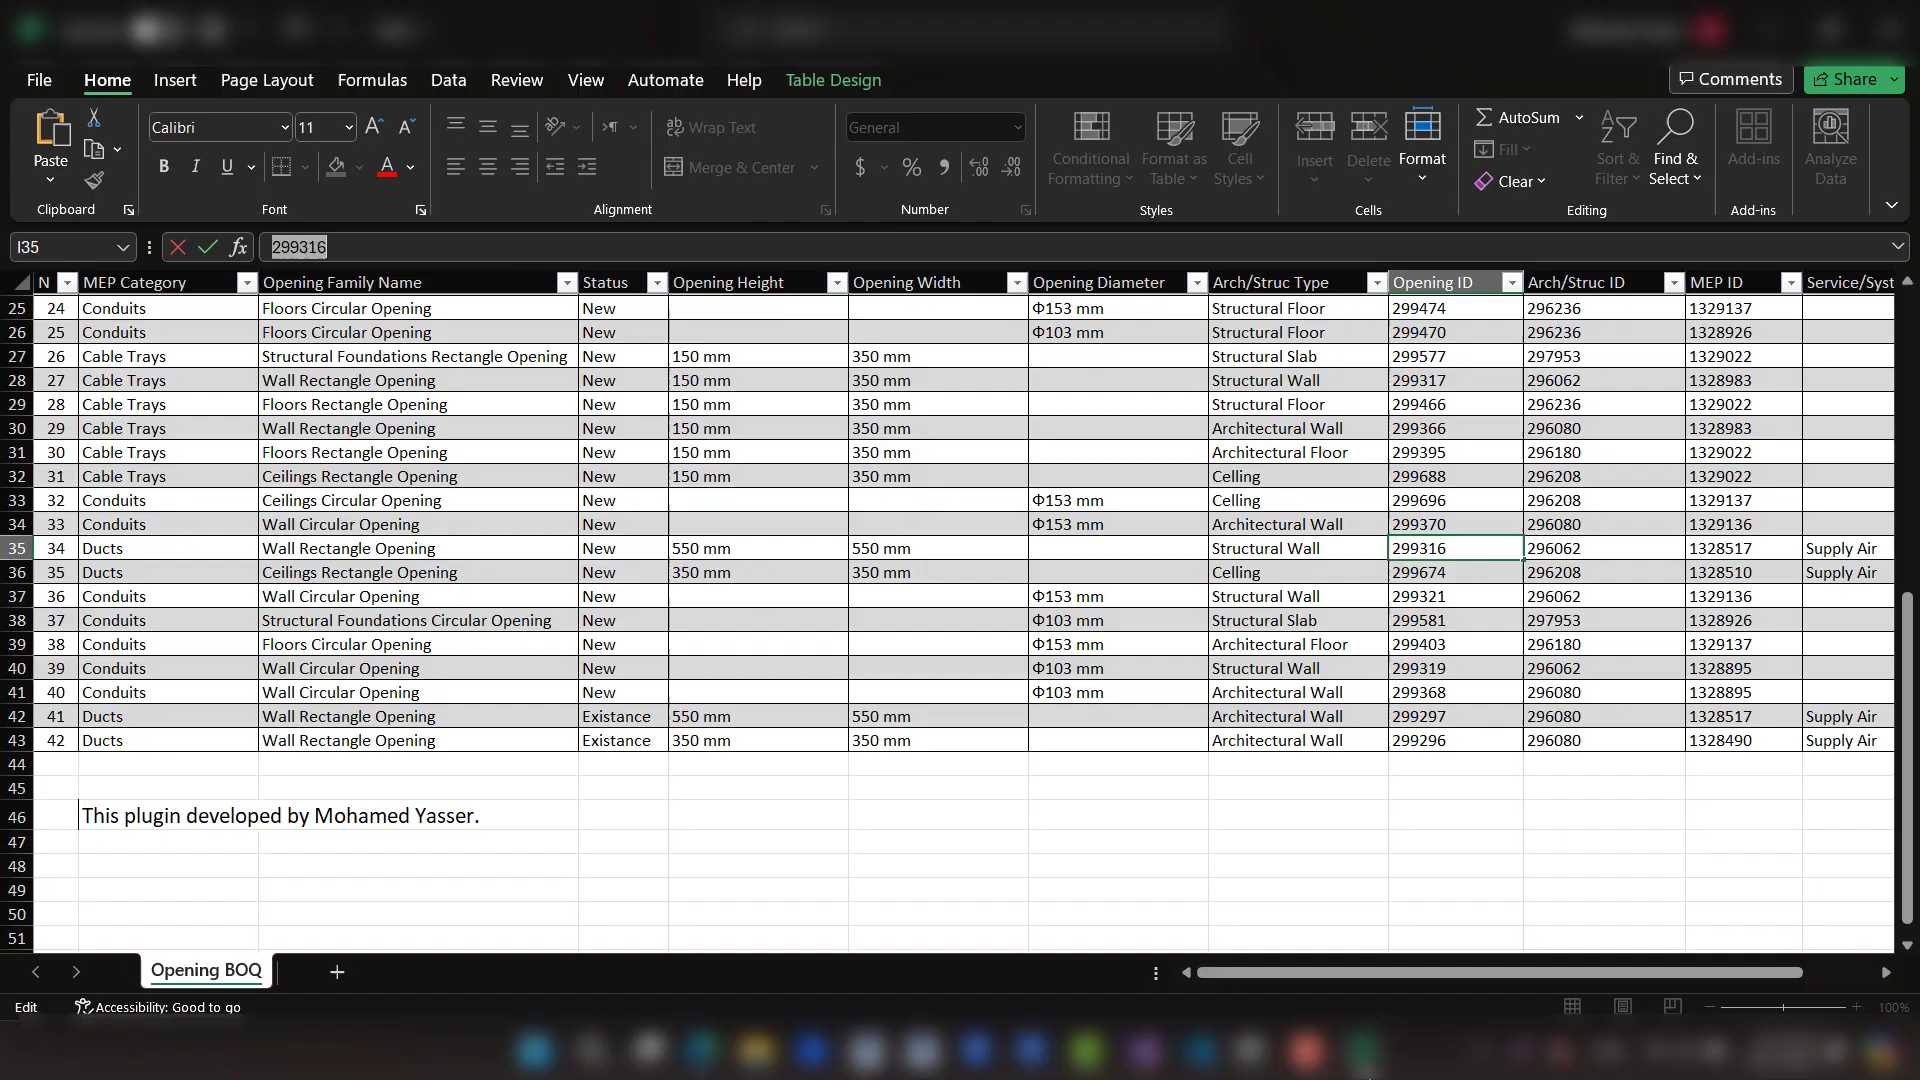 File Home Insert Page Layout Formulas Data Review View Automate Help Table Design Comments Share
Paste Calibri 11 Wrap Text General Conditional Formatting Format as Table Cell Styles Insert Delete Format AutoSum Sort & Filter Find & Select Add-ins Analyze Data
B I U A Merge & Center $ % Fill Clear
Clipboard Font Alignment Number Styles Cells Editing Add-ins
I35 fx 299316
N MEP Category Opening Family Name Status Opening Height Opening Width Opening Diameter Arch/Struc Type Opening ID Arch/Struc ID MEP ID Service/Syst
25 24 Conduits Floors Circular Opening New Φ153 mm Structural Floor 299474 296236 1329137
26 25 Conduits Floors Circular Opening New Φ103 mm Structural Floor 299470 296236 1328926
27 26 Cable Trays Structural Foundations Rectangle Opening New 150 mm 350 mm Structural Slab 299577 297953 1329022
28 27 Cable Trays Wall Rectangle Opening New 150 mm 350 mm Structural Wall 299317 296062 1328983
29 28 Cable Trays Floors Rectangle Opening New 150 mm 350 mm Structural Floor 299466 296236 1329022
30 29 Cable Trays Wall Rectangle Opening New 150 mm 350 mm Architectural Wall 299366 296080 1328983
31 30 Cable Trays Floors Rectangle Opening New 150 mm 350 mm Architectural Floor 299395 296180 1329022
32 31 Cable Trays Ceilings Rectangle Opening New 150 mm 350 mm Celling 299688 296208 1329022
33 32 Conduits Ceilings Circular Opening New Φ153 mm Celling 299696 296208 1329137
34 33 Conduits Wall Circular Opening New Φ153 mm Architectural Wall 299370 296080 1329136
35 34 Ducts Wall Rectangle Opening New 550 mm 550 mm Structural Wall 299316 296062 1328517 Supply Air
36 35 Ducts Ceilings Rectangle Opening New 350 mm 350 mm Celling 299674 296208 1328510 Supply Air
37 36 Conduits Wall Circular Opening New Φ153 mm Structural Wall 299321 296062 1329136
38 37 Conduits Structural Foundations Circular Opening New Φ103 mm Structural Slab 299581 297953 1328926
39 38 Conduits Floors Circular Opening New Φ153 mm Architectural Floor 299403 296180 1329137
40 39 Conduits Wall Circular Opening New Φ103 mm Structural Wall 299319 296062 1328895
41 40 Conduits Wall Circular Opening New Φ103 mm Architectural Wall 299368 296080 1328895
42 41 Ducts Wall Rectangle Opening Existance 550 mm 550 mm Architectural Wall 299297 296080 1328517 Supply Air
43 42 Ducts Wall Rectangle Opening Existance 350 mm 350 mm Architectural Wall 299296 296080 1328490 Supply Air
44
45
46 This plugin developed by Mohamed Yasser.
47
48
49
50
51
Opening BOQ
Edit Accessibility: Good to go 100%